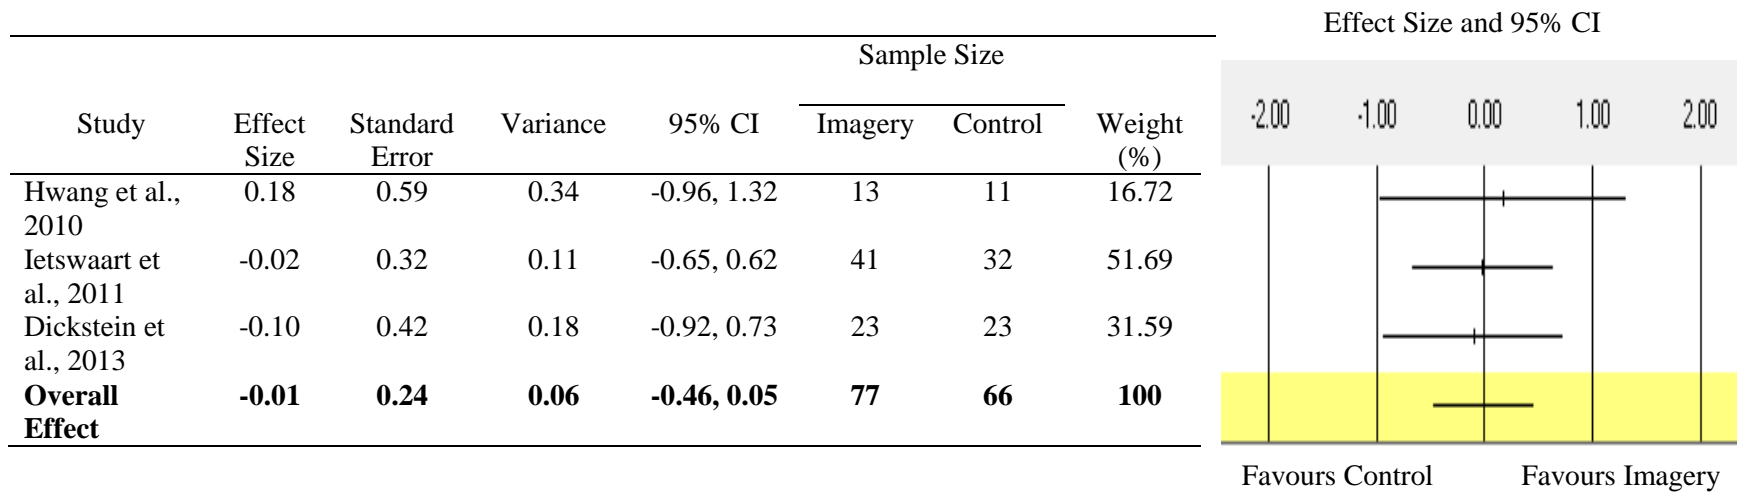 Effect Size and 95% CI
Sample Size
Study Effect Size Standard Error Variance 95% CI Imagery Control Weight (%)
-2.00 -1.00 0.00 1.00 2.00
Hwang et al., 2010 0.18 0.59 0.34 -0.96, 1.32 13 11 16.72
Ietswaart et al., 2011 -0.02 0.32 0.11 -0.65, 0.62 41 32 51.69
Dickstein et al., 2013 -0.10 0.42 0.18 -0.92, 0.73 23 23 31.59
Overall Effect -0.01 0.24 0.06 -0.46, 0.05 77 66 100
Favours Control Favours Imagery